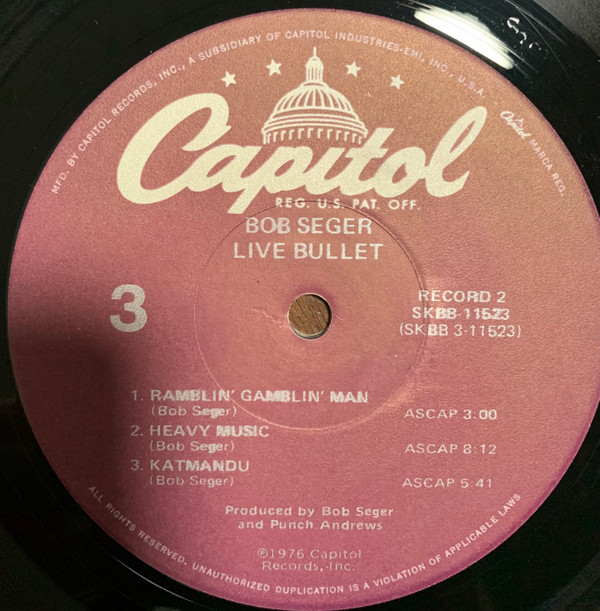 MFD. BY CAPITOL RECORDS, INC., A SUBSIDIARY OF CAPITOL INDUSTRIES-EMI, INC., U.S.A.
Capitol MARCA REG.
Capitol
REG. U.S. PAT. OFF.
BOB SEGER
LIVE BULLET
3
RECORD 2
SKBB-11523
(SKBB 3-11523)
1. RAMBLIN' GAMBLIN' MAN
(Bob Seger) ASCAP 3:00
2. HEAVY MUSIC
(Bob Seger) ASCAP 8:12
3. KATMANDU
(Bob Seger) ASCAP 5:41
Produced by Bob Seger
and Punch Andrews
℗1976 Capitol
Records, Inc.
ALL RIGHTS RESERVED. UNAUTHORIZED DUPLICATION IS A VIOLATION OF APPLICABLE LAWS